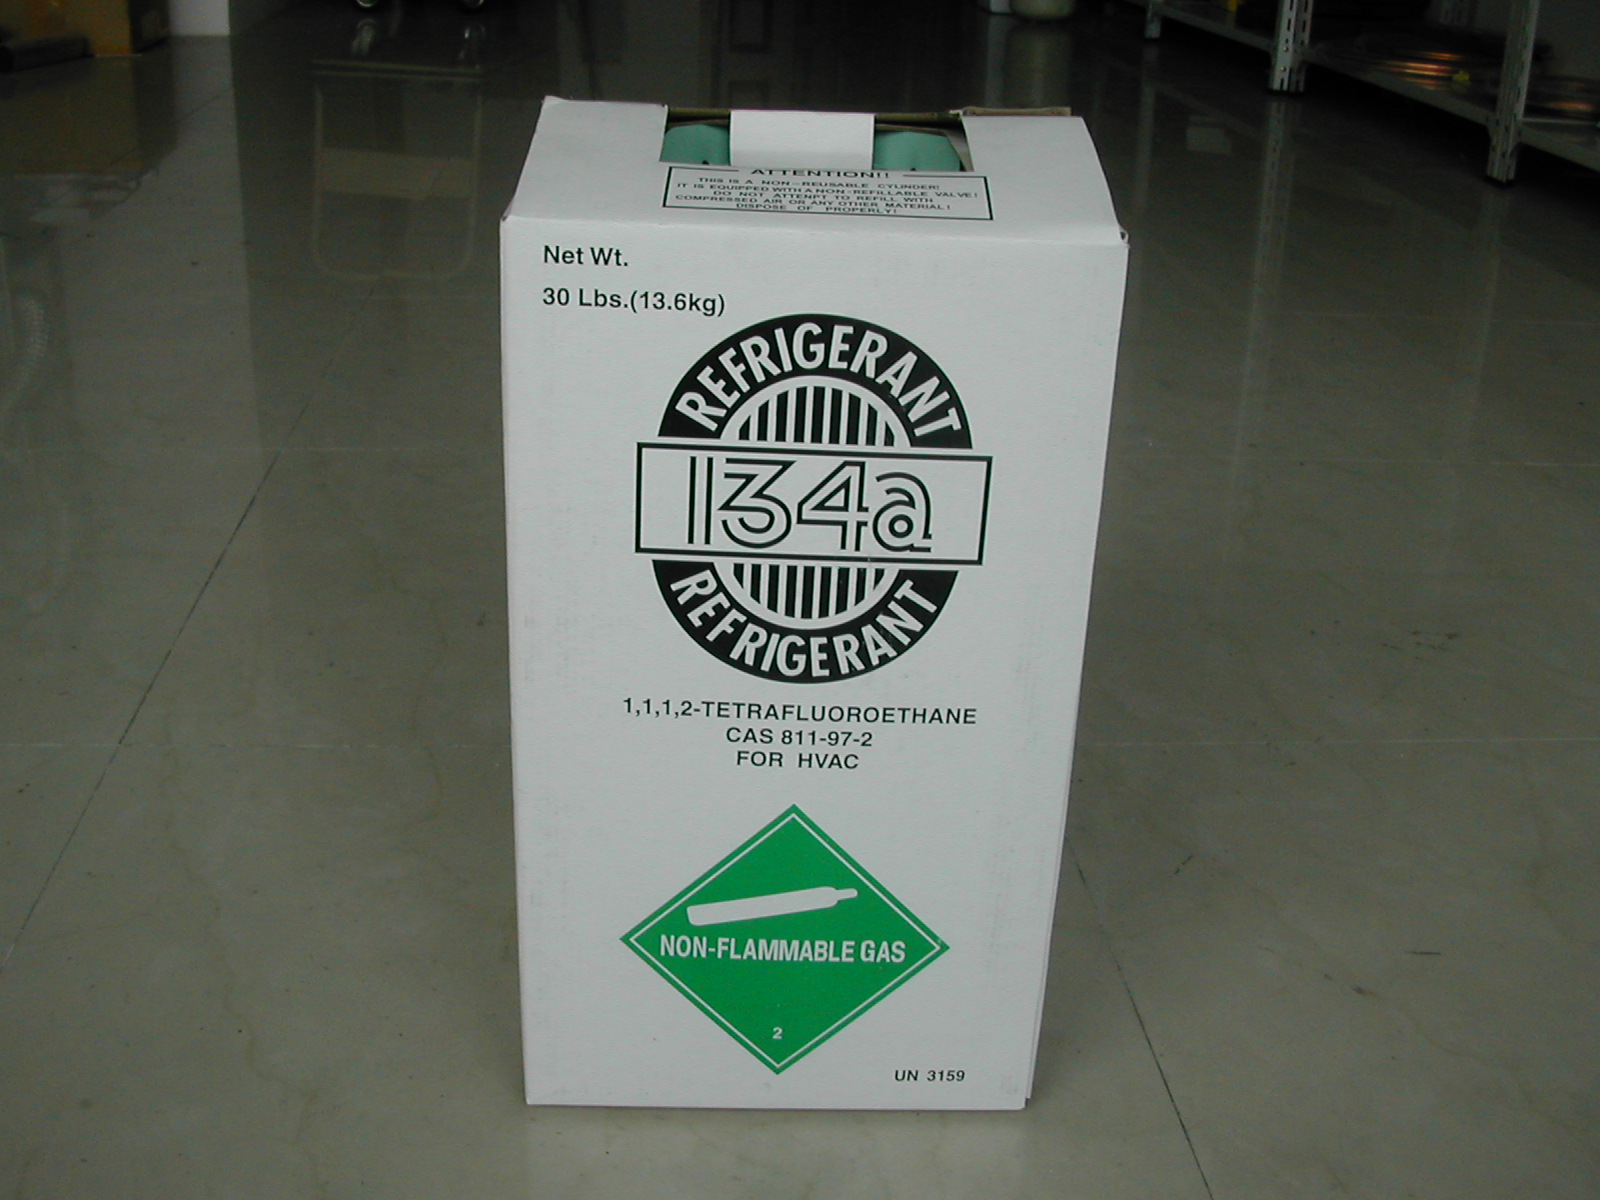 ATTENTION!!
THIS IS A NON-REUSABLE CYLINDER!
IT IS EQUIPPED WITH A NON-REFILLABLE VALVE!
DO NOT ATTENPT TO REFILL WITH
COMPRESSED AIR OR ANY OTHER MATERIAL!
DISPOSE OF PROPERLY!
Net Wt.
30 Lbs.(13.6kg)
REFRIGERANT
134a
REFRIGERANT
1,1,1,2-TETRAFLUOROETHANE
CAS 811-97-2
FOR HVAC
NON-FLAMMABLE GAS
2
UN 3159